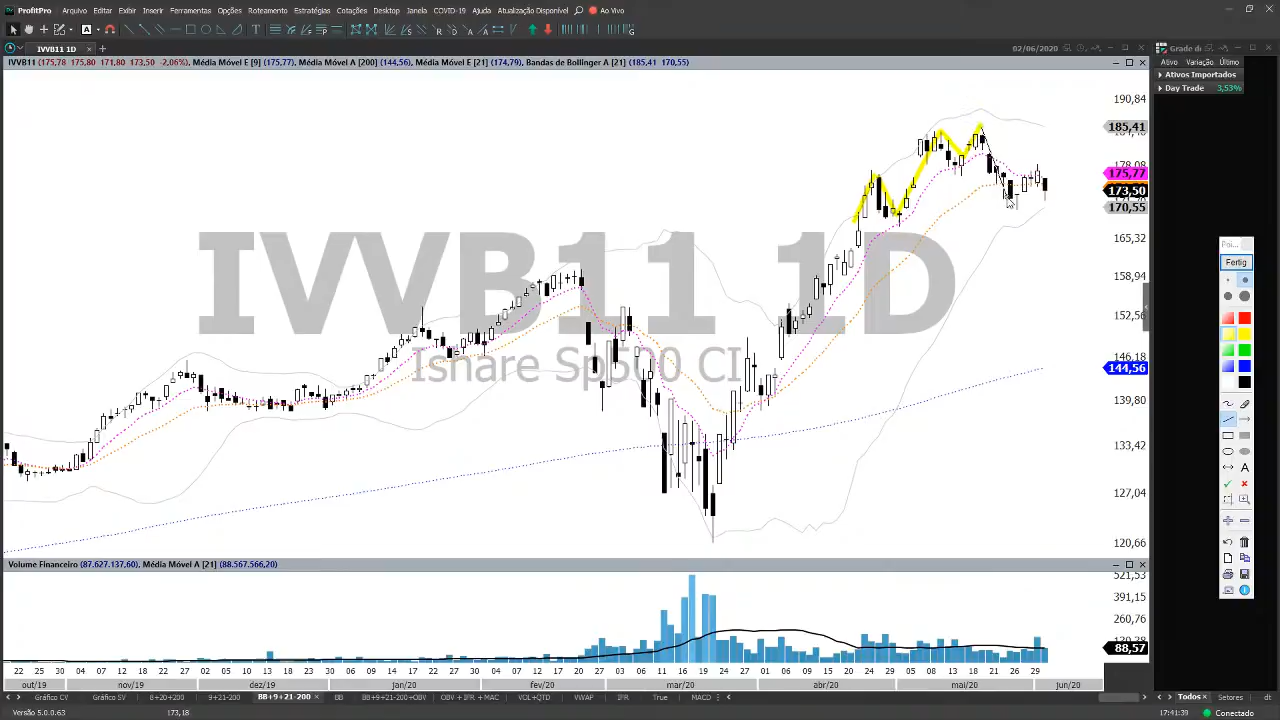 ProfitPro Arquivo Editar Exibir Inserir Ferramentas Opções Roteamento Estratégias Cotações Desktop Janela COVID-19 Ajuda Atualização Disponível Ao Vivo
IVVB11 1D
02/06/2020
IVVB11 (175,78 175,80 171,80 173,50 -2,06%), Média Móvel E [9] (175,77), Média Móvel A [200] (144,56), Média Móvel E [21] (174,79), Bandas de Bollinger A [21] (185,41 170,55)
190,84
185,41
178,08
175,77
173,50
170,55
165,32
158,94
152,56
146,18
144,56
139,80
133,42
127,04
120,66
IVVB11 1D
Ishare Sp500 CI
Grade de
Ativo Variação Último
Ativos Importados
Day Trade 3,53%
Poi...
Fertig
A
Volume Financeiro (87.627.137,60), Média Móvel A [21] (88.567.566,20)
521,53
391,15
260,76
130,38
88,57
22 25 30 04 07 12 18 22 27 02 05 10 13 18 23 30 06 09 14 17 22 27 30 04 07 12 17 20 27 03 06 11 16 19 24 27 01 06 09 15 20 24 29 05 08 13 18 21 26 29
out/19 nov/19 dez/19 jan/20 fev/20 mar/20 abr/20 mai/20 jun/20
Gráfico CV Gráfico SV 8+20+200 9+21-200 BB+9+21-200 BB BB+9+21-200+OBV OBV + IFR + MAC VOL+QTD VWAP IFR True MACD
Todos Setores dt
Versão 5.0.0.63
173,18
17:41:39 Conectado